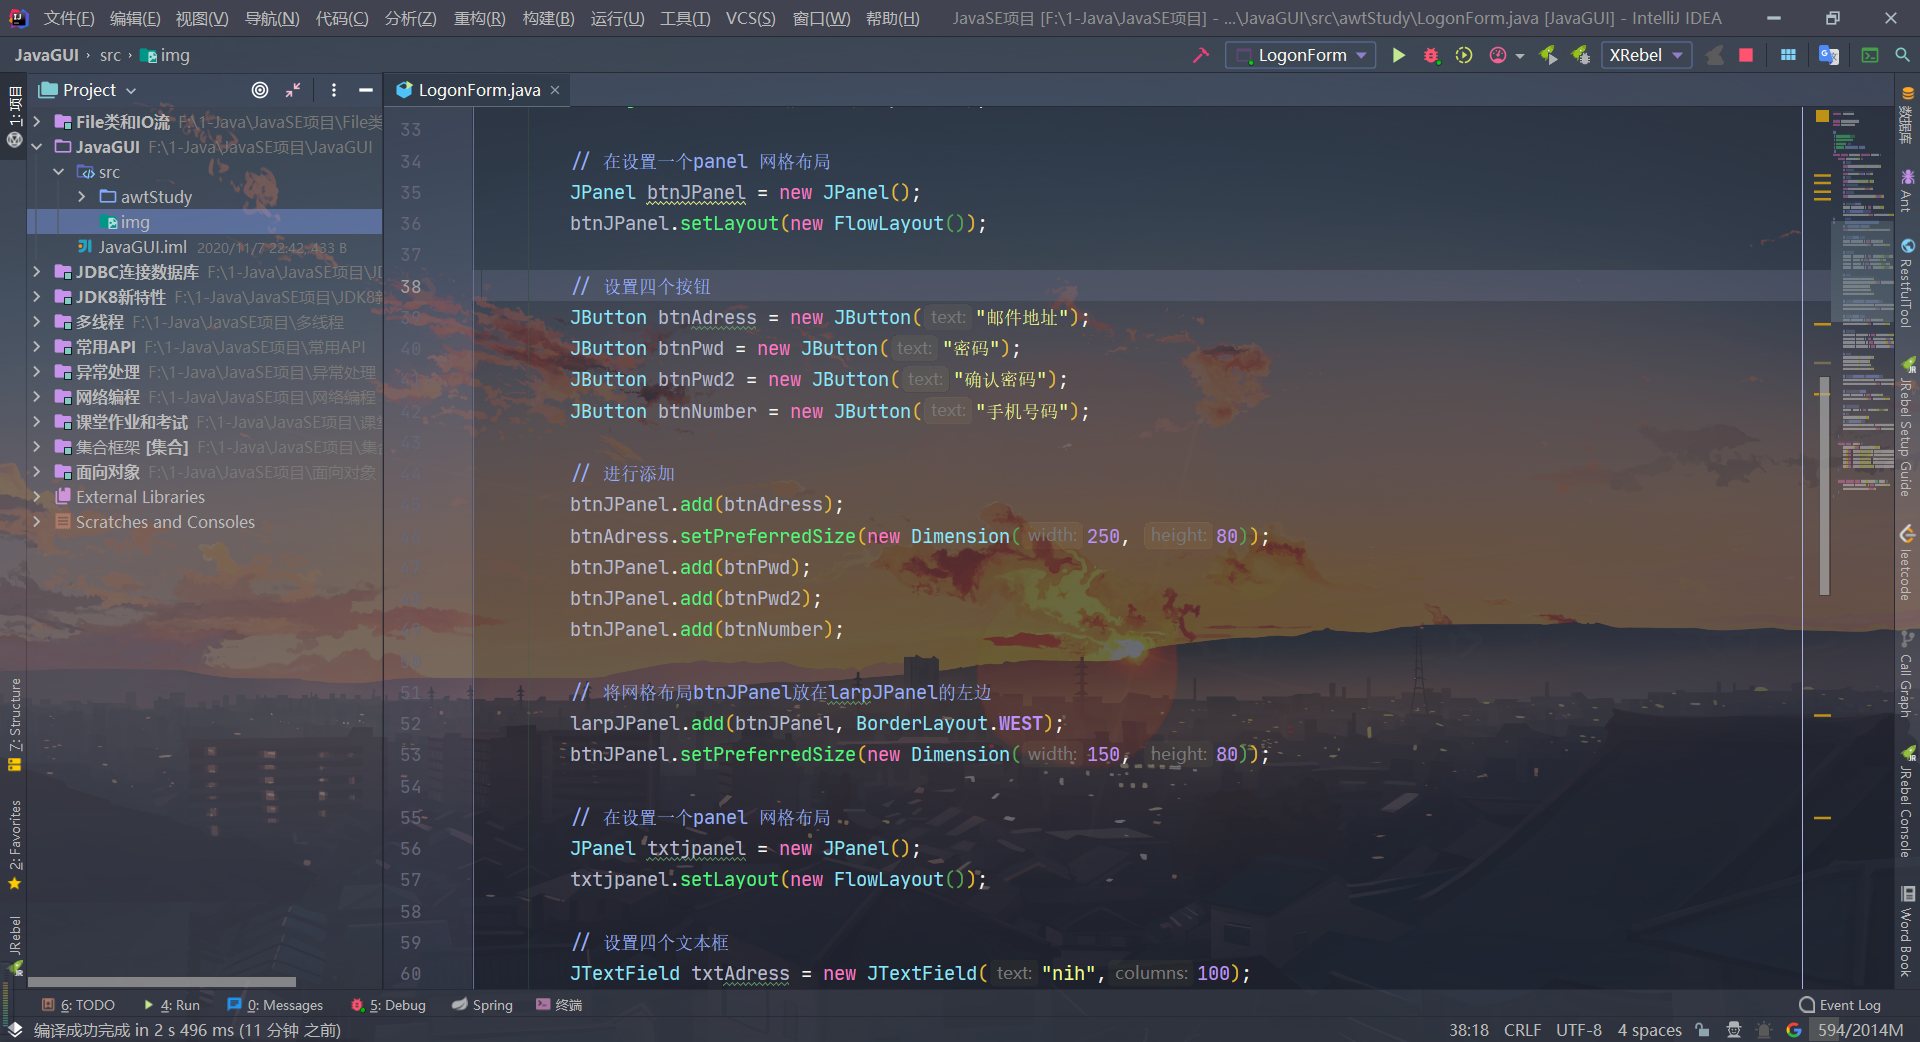 文件(F) 编辑(E) 视图(V) 导航(N) 代码(C) 分析(Z) 重构(R) 构建(B) 运行(U) 工具(T) VCS(S) 窗口(W) 帮助(H) JavaSE项目 [F:\1-Java\JavaSE项目] - ...\JavaGUI\src\awtStudy\LogonForm.java [JavaGUI] - IntelliJ IDEA
JavaGUI › src › img LogonForm XRebel
Project LogonForm.java
1: 项目
File类和IO流 F:\1-Java\JavaSE项目\File类
JavaGUI F:\1-Java\JavaSE项目\JavaGUI
src
awtStudy
img
JavaGUI.iml 2020/11/7 22:42, 433 B
JDBC连接数据库 F:\1-Java\JavaSE项目\JD
JDK8新特性 F:\1-Java\JavaSE项目\JDK8新
多线程 F:\1-Java\JavaSE项目\多线程
常用API F:\1-Java\JavaSE项目\常用API
异常处理 F:\1-Java\JavaSE项目\异常处理
网络编程 F:\1-Java\JavaSE项目\网络编程
课堂作业和考试 F:\1-Java\JavaSE项目\课堂
集合框架 [集合] F:\1-Java\JavaSE项目\集合
面向对象 F:\1-Java\JavaSE项目\面向对象
External Libraries
Scratches and Consoles
7: Structure
2: Favorites
JRebel
33
34 // 在设置一个panel 网格布局
35 JPanel btnJPanel = new JPanel();
36 btnJPanel.setLayout(new FlowLayout());
37
38 // 设置四个按钮
39 JButton btnAdress = new JButton( text: "邮件地址");
40 JButton btnPwd = new JButton( text: "密码");
41 JButton btnPwd2 = new JButton( text: "确认密码");
42 JButton btnNumber = new JButton( text: "手机号码");
43
44 // 进行添加
45 btnJPanel.add(btnAdress);
46 btnAdress.setPreferredSize(new Dimension( width: 250, height: 80));
47 btnJPanel.add(btnPwd);
48 btnJPanel.add(btnPwd2);
49 btnJPanel.add(btnNumber);
50
51 // 将网格布局btnJPanel放在larpJPanel的左边
52 larpJPanel.add(btnJPanel, BorderLayout.WEST);
53 btnJPanel.setPreferredSize(new Dimension( width: 150, height: 80));
54
55 // 在设置一个panel 网格布局
56 JPanel txtjpanel = new JPanel();
57 txtjpanel.setLayout(new FlowLayout());
58
59 // 设置四个文本框
60 JTextField txtAdress = new JTextField( text: "nih", columns: 100);
数据库
Ant
RestfulTool
JRebel Setup Guide
leetcode
Call Graph
JRebel Console
Word Book
6: TODO 4: Run 0: Messages 5: Debug Spring 终端 Event Log
编译成功完成 in 2 s 496 ms (11 分钟 之前) 38:18 CRLF UTF-8 4 spaces 594/2014M